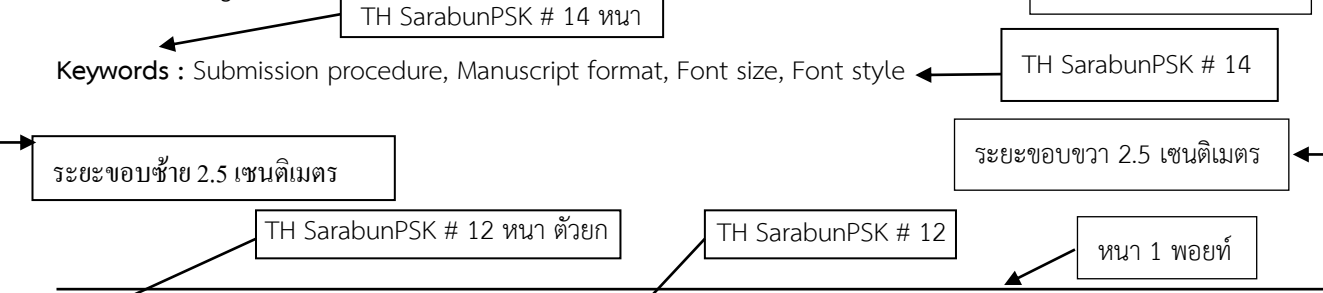 TH SarabunPSK # 14 หนา
Keywords : Submission procedure, Manuscript format, Font size, Font style
TH SarabunPSK # 14
ระยะขอบซ้าย 2.5 เซนติเมตร
ระยะขอบขวา 2.5 เซนติเมตร
TH SarabunPSK # 12 หนา ตัวยก
TH SarabunPSK # 12
หนา 1 พอยท์